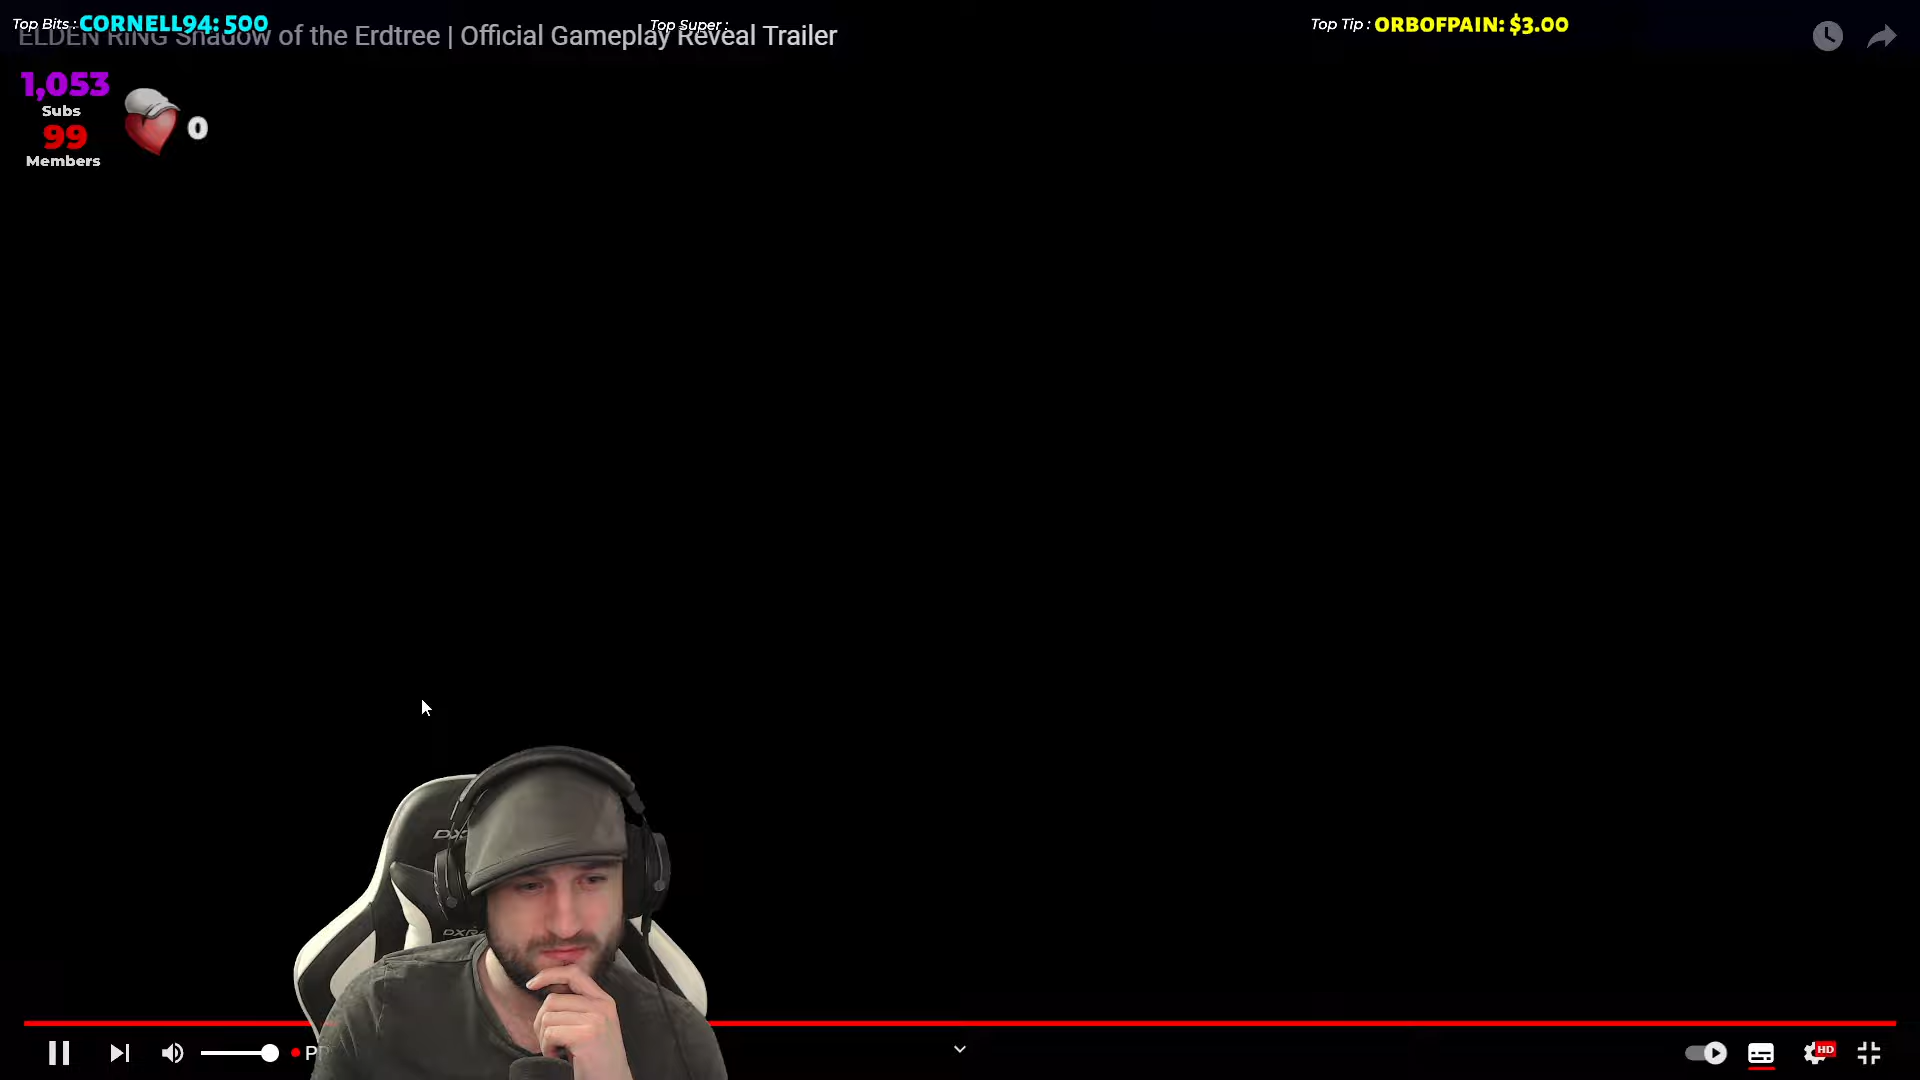 Top Bits : CORNELL94: 500
Top Super :
Top Tip : ORBOFPAIN: $3.00
ELDEN RING Shadow of the Erdtree | Official Gameplay Reveal Trailer
1,053
Subs
0
99
Members
HD